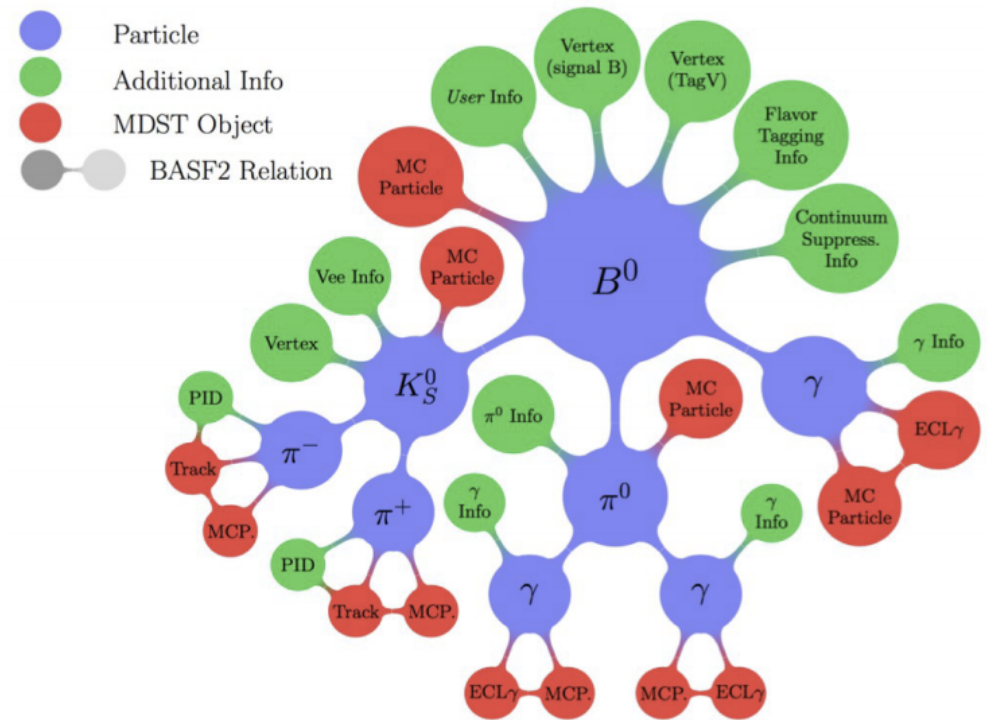 Particle
Additional Info
MDST Object
BASF2 Relation
User Info
Vertex
(signal B)
Vertex
(TagV)
Flavor
Tagging
Info
Continuum
Suppress.
Info
MC
Particle
B⁰
Vee Info
MC
Particle
Vertex
K⁰_S
PID
Track
MCP.
π⁻
π⁺
PID
Track
MCP.
π⁰ Info
MC
Particle
π⁰
γ
Info
γ
ECLγ
MCP.
γ
Info
γ
MCP.
ECLγ
γ
γ Info
ECLγ
MC
Particle